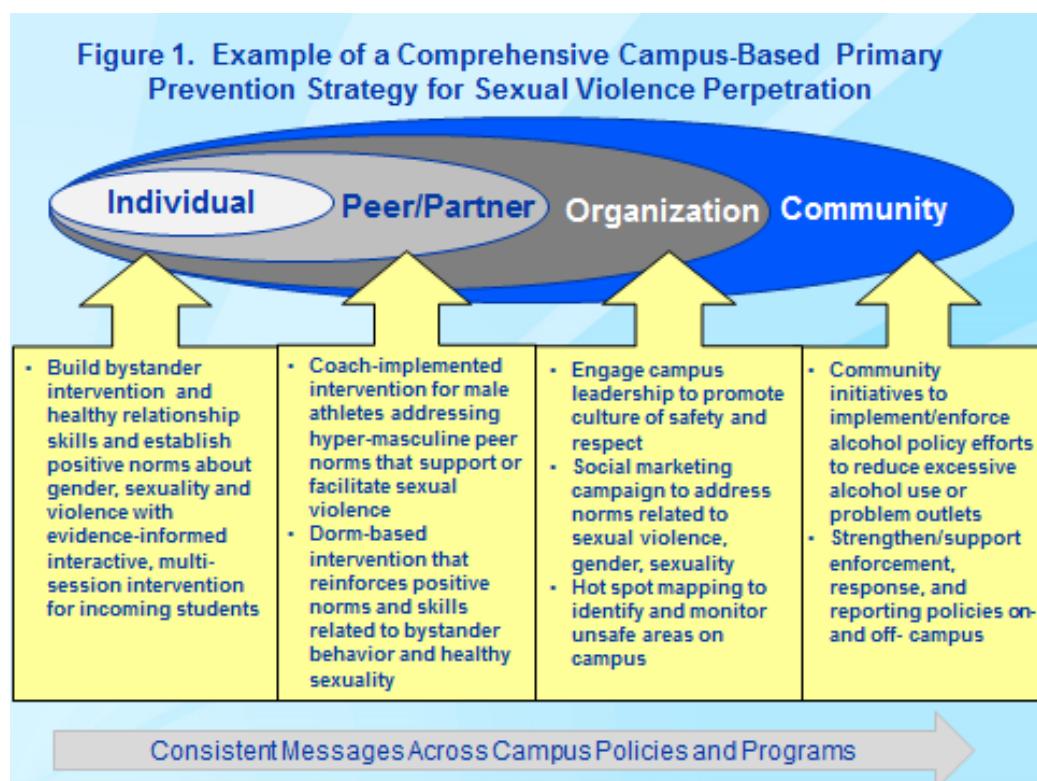 Figure 1. Example of a Comprehensive Campus-Based Primary
Prevention Strategy for Sexual Violence Perpetration
Individual
Peer/Partner
Organization
Community
• Build bystander
intervention and
healthy relationship
skills and establish
positive norms about
gender, sexuality and
violence with
evidence-informed
interactive, multi-
session intervention
for incoming students
• Coach-implemented
intervention for male
athletes addressing
hyper-masculine peer
norms that support or
facilitate sexual
violence
• Dorm-based
intervention that
reinforces positive
norms and skills
related to bystander
behavior and healthy
sexuality
• Engage campus
leadership to promote
culture of safety and
respect
• Social marketing
campaign to address
norms related to
sexual violence,
gender, sexuality
• Hot spot mapping to
identify and monitor
unsafe areas on
campus
• Community
initiatives to
implement/enforce
alcohol policy efforts
to reduce excessive
alcohol use or
problem outlets
• Strengthen/support
enforcement,
response, and
reporting policies on-
and off- campus
Consistent Messages Across Campus Policies and Programs